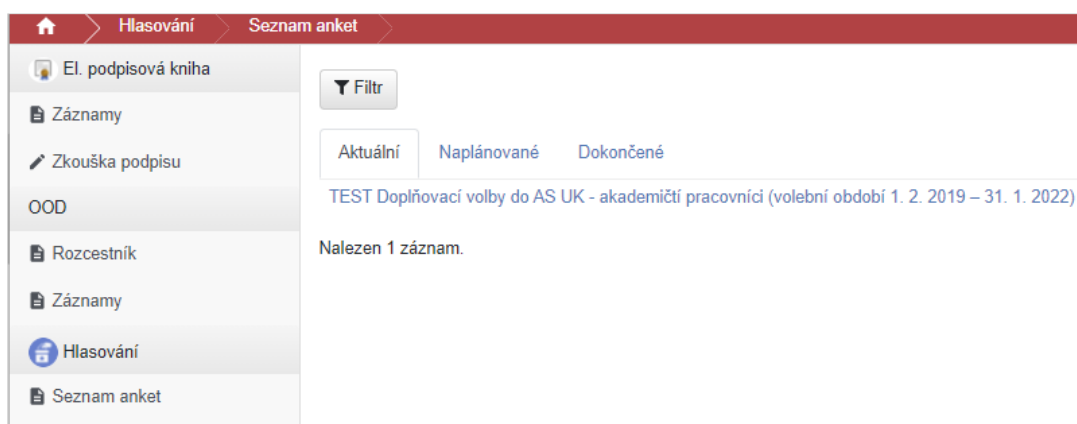 Hlasování
Seznam anket
El. podpisová kniha
Záznamy
Zkouška podpisu
OOD
Rozcestník
Záznamy
Hlasování
Seznam anket
Filtr
Aktuální
Naplánované
Dokončené
TEST Doplňovací volby do AS UK - akademičtí pracovníci (volební období 1. 2. 2019 – 31. 1. 2022)
Nalezen 1 záznam.